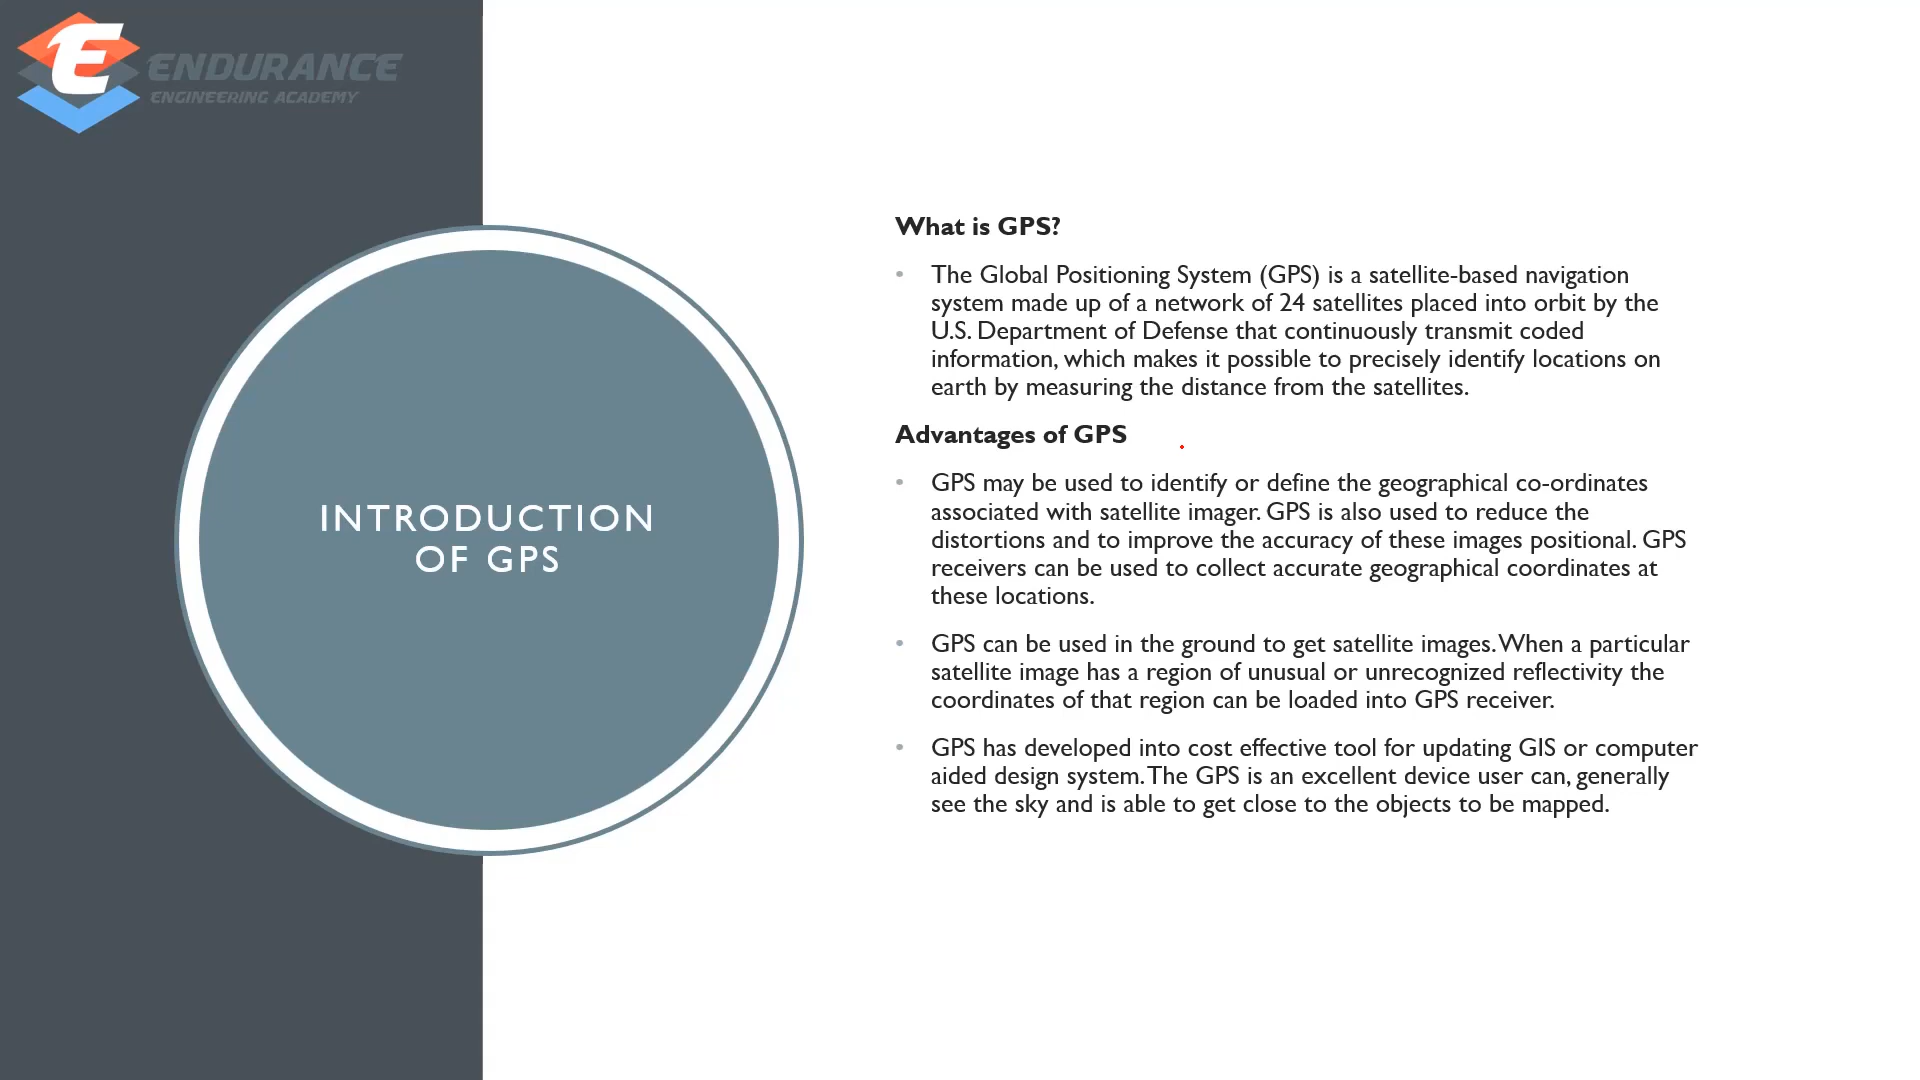 ENDURANCE
ENGINEERING ACADEMY
INTRODUCTION
OF GPS
What is GPS?
• The Global Positioning System (GPS) is a satellite-based navigation
system made up of a network of 24 satellites placed into orbit by the
U.S. Department of Defense that continuously transmit coded
information, which makes it possible to precisely identify locations on
earth by measuring the distance from the satellites.
Advantages of GPS
• GPS may be used to identify or define the geographical co-ordinates
associated with satellite imager. GPS is also used to reduce the
distortions and to improve the accuracy of these images positional. GPS
receivers can be used to collect accurate geographical coordinates at
these locations.
• GPS can be used in the ground to get satellite images. When a particular
satellite image has a region of unusual or unrecognized reflectivity the
coordinates of that region can be loaded into GPS receiver.
• GPS has developed into cost effective tool for updating GIS or computer
aided design system. The GPS is an excellent device user can, generally
see the sky and is able to get close to the objects to be mapped.